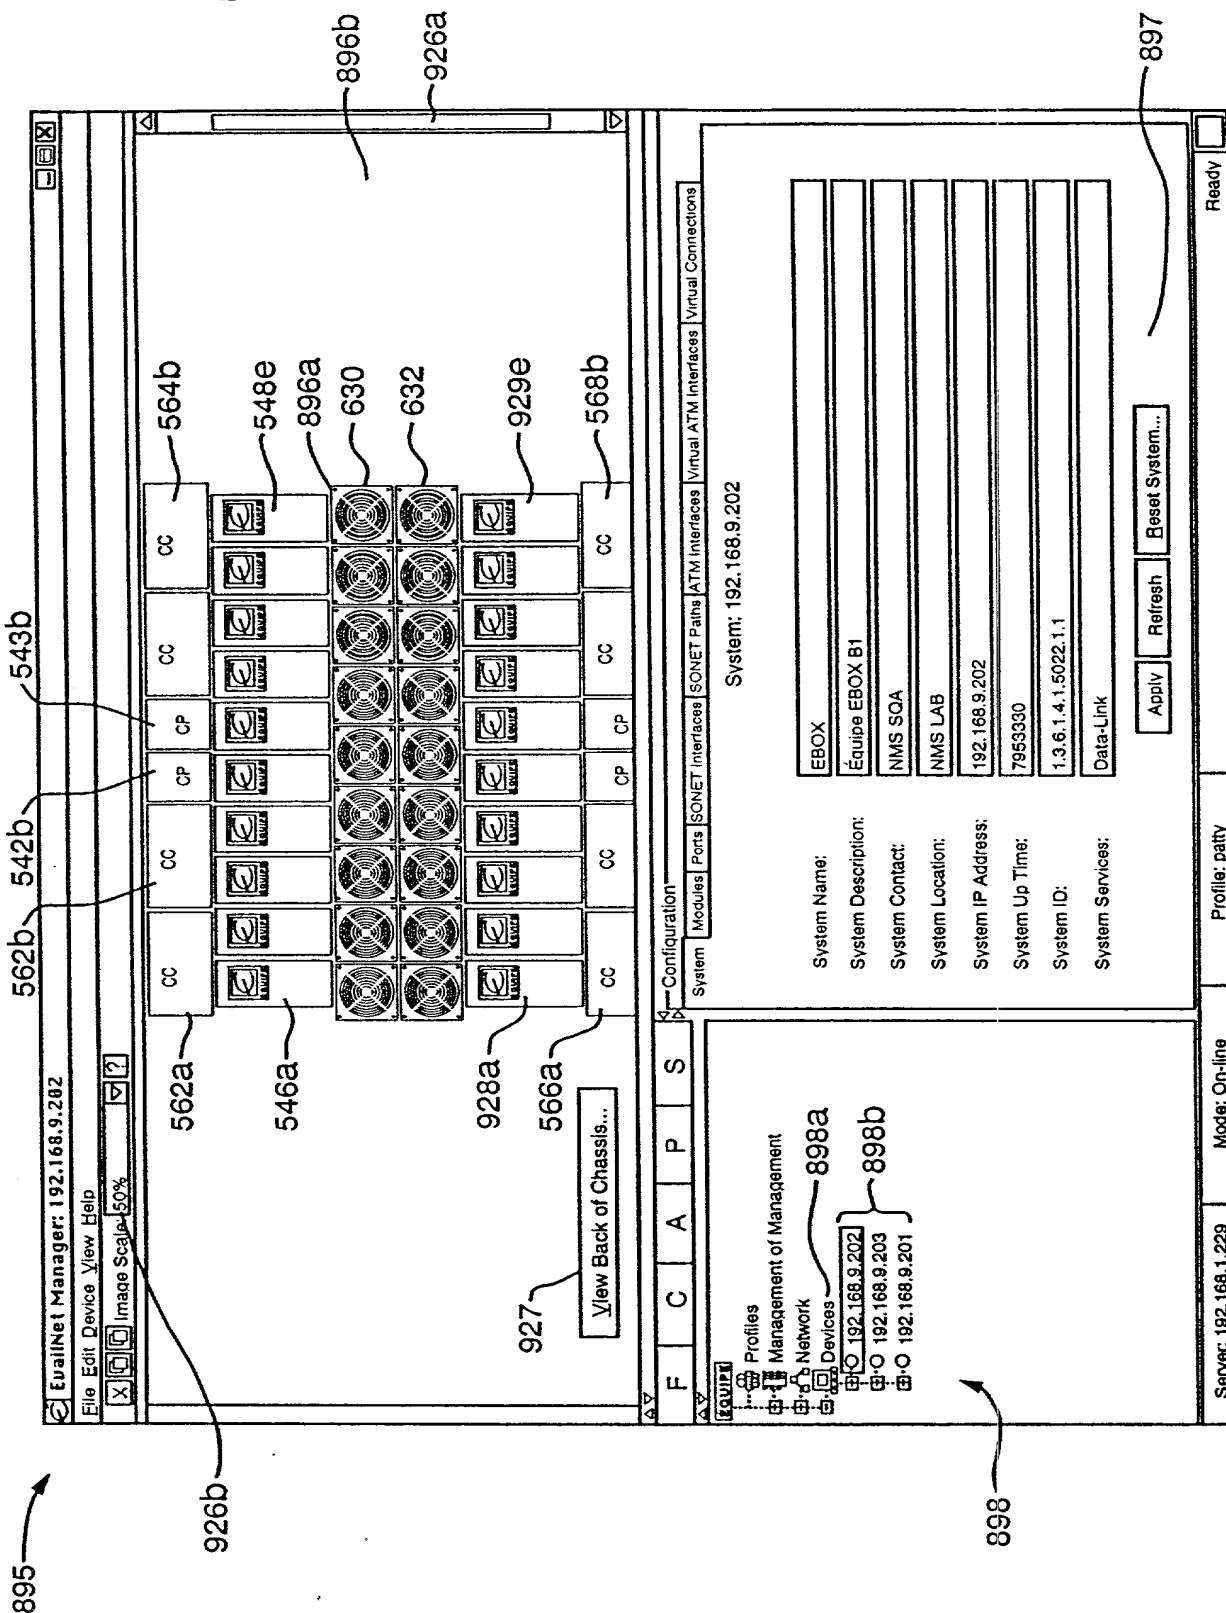 895
EvailNet Manager: 192.168.9.202
File Edit Device View Help
Image Scale: 50%
?
926b
562b
542b
543b
CC
CC
CP
CP
CC
CC
564b
562a
546a
548e
896a
630
632
896b
926a
928a
929e
566a
568b
CC
CC
CP
CP
CC
CC
927
View Back of Chassis...
F C A P S
EQUIPE
Profiles
Management of Management
Network
Devices
192.168.9.202
192.168.9.203
192.168.9.201
898a
898b
898
Configuration
System Modules Ports SONET Interfaces SONET Paths ATM Interfaces Virtual ATM Interfaces Virtual Connections
System: 192.168.9.202
System Name: EBOX
System Description: Équipe EBOX B1
System Contact: NMS SQA
System Location: NMS LAB
System IP Address: 192.168.9.202
System Up Time: 7953330
System ID: 1.3.6.1.4.1.5022.1.1
System Services: Data-Link
Apply Refresh Reset System...
897
Server: 192.168.1.229 Mode: On-line Profile: patty Ready